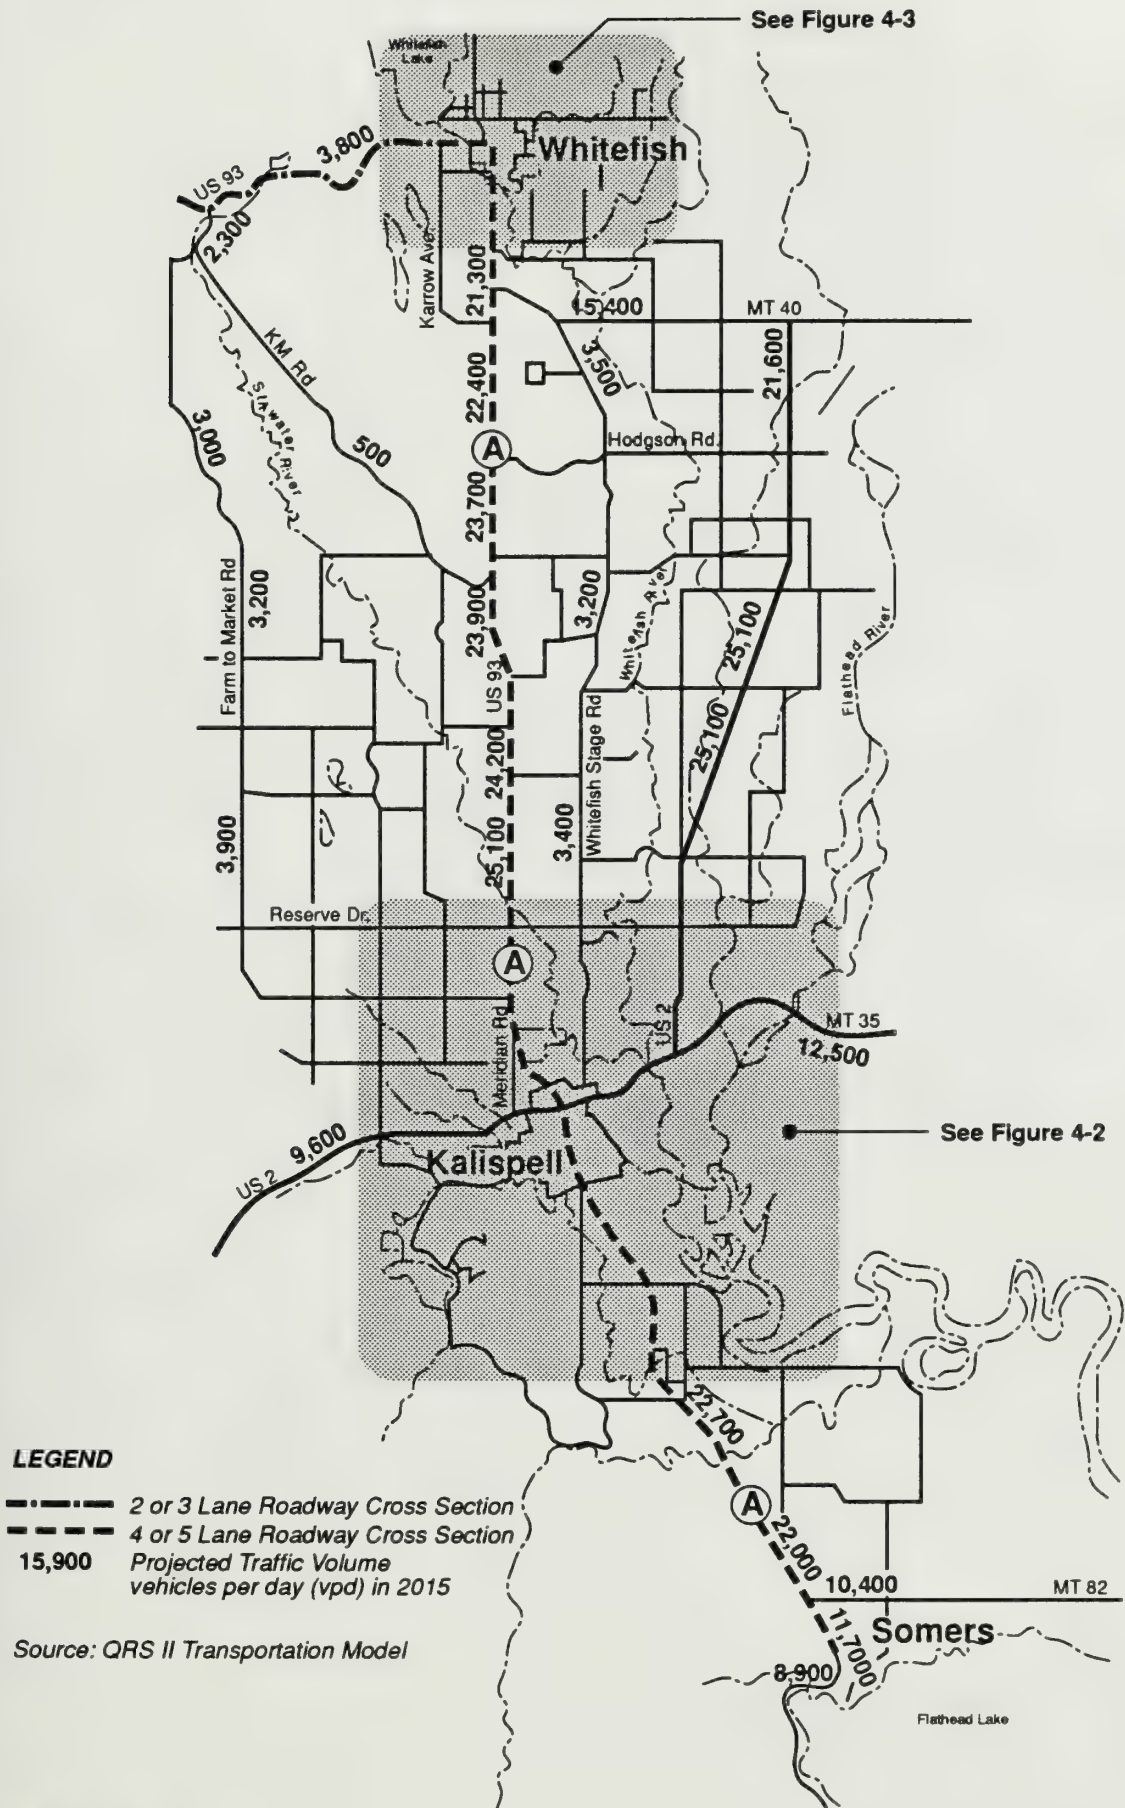 See Figure 4-3
Whitefish
Lake
Whitefish
3,800
US 93
2,300
Karrow Ave.
21,300
15,400
MT 40
KM Rd
3,500
21,600
22,400
Stillwater
River
3,000
500
A
Hodgson Rd.
23,700
Farm to Market Rd
3,200
23,900
3,200
Whitefish River
25,100
Flathead River
US 93
25,100
24,200
Whitefish Stage Rd
3,900
25,100
3,400
Reserve Dr.
A
Meridian Rd
US 2
MT 35
12,500
9,600
See Figure 4-2
Kalispell
US 2
22,700
LEGEND
2 or 3 Lane Roadway Cross Section
4 or 5 Lane Roadway Cross Section
15,900 Projected Traffic Volume
vehicles per day (vpd) in 2015
Source: QRS II Transportation Model
A
22,000
10,400
MT 82
11,7000
Somers
8,900
Flathead Lake